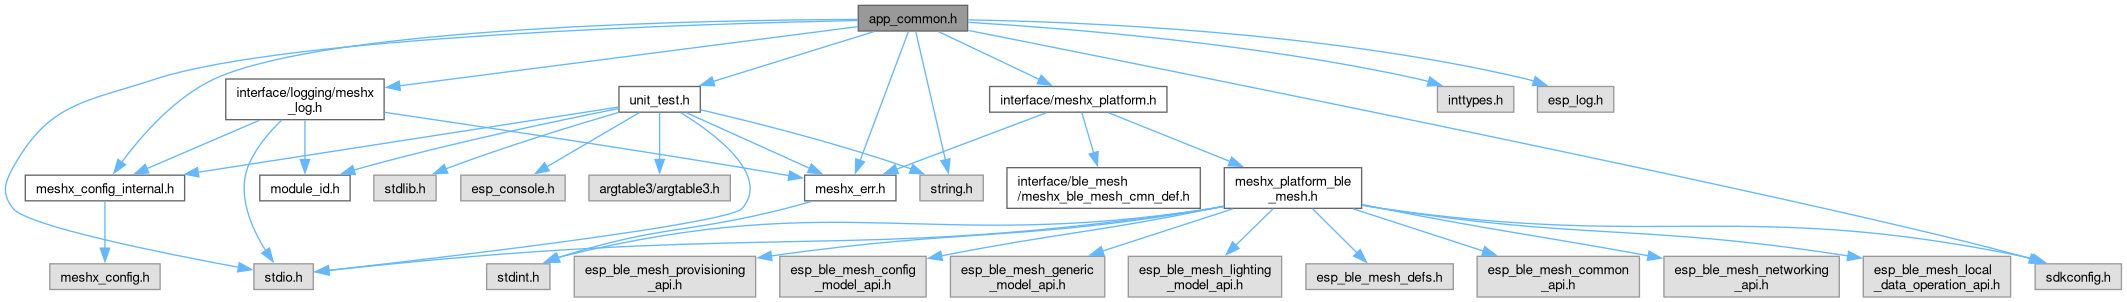 app_common.h
interface/logging/meshx
_log.h
unit_test.h
interface/meshx_platform.h
inttypes.h
esp_log.h
meshx_config_internal.h
module_id.h
stdlib.h
esp_console.h
argtable3/argtable3.h
meshx_err.h
string.h
interface/ble_mesh
/meshx_ble_mesh_cmn_def.h
meshx_platform_ble
_mesh.h
meshx_config.h
stdio.h
stdint.h
esp_ble_mesh_provisioning
_api.h
esp_ble_mesh_config
_model_api.h
esp_ble_mesh_generic
_model_api.h
esp_ble_mesh_lighting
_model_api.h
esp_ble_mesh_defs.h
esp_ble_mesh_common
_api.h
esp_ble_mesh_networking
_api.h
esp_ble_mesh_local
_data_operation_api.h
sdkconfig.h